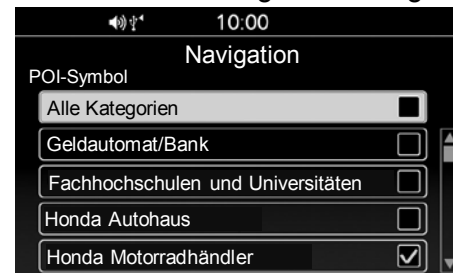 10:00
Navigation
POI-Symbol
Alle Kategorien
Geldautomat/Bank
Fachhochschulen und Universitäten
Honda Autohaus
Honda Motorradhändler